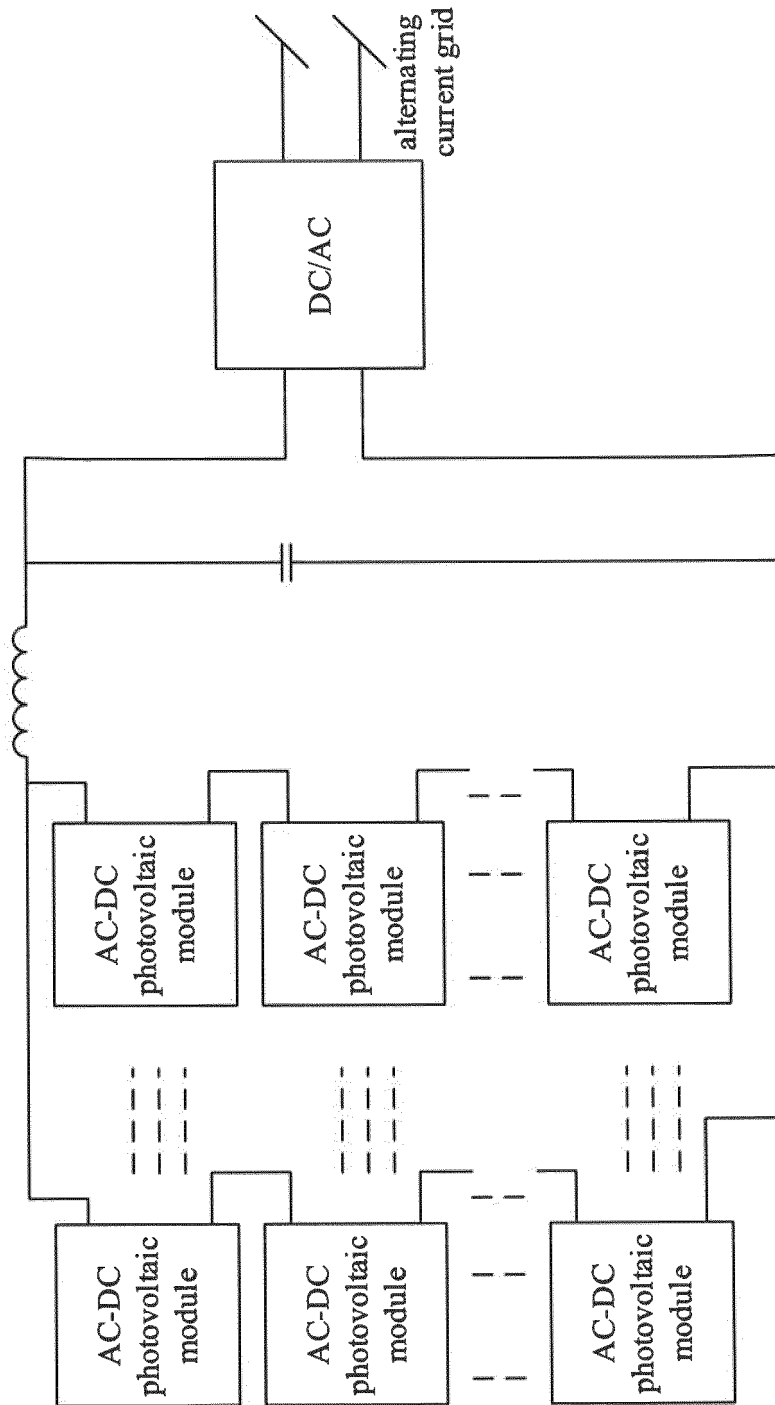 AC-DC
photovoltaic
module
AC-DC
photovoltaic
module
AC-DC
photovoltaic
module
AC-DC
photovoltaic
module
AC-DC
photovoltaic
module
AC-DC
photovoltaic
module
DC/AC
alternating
current grid